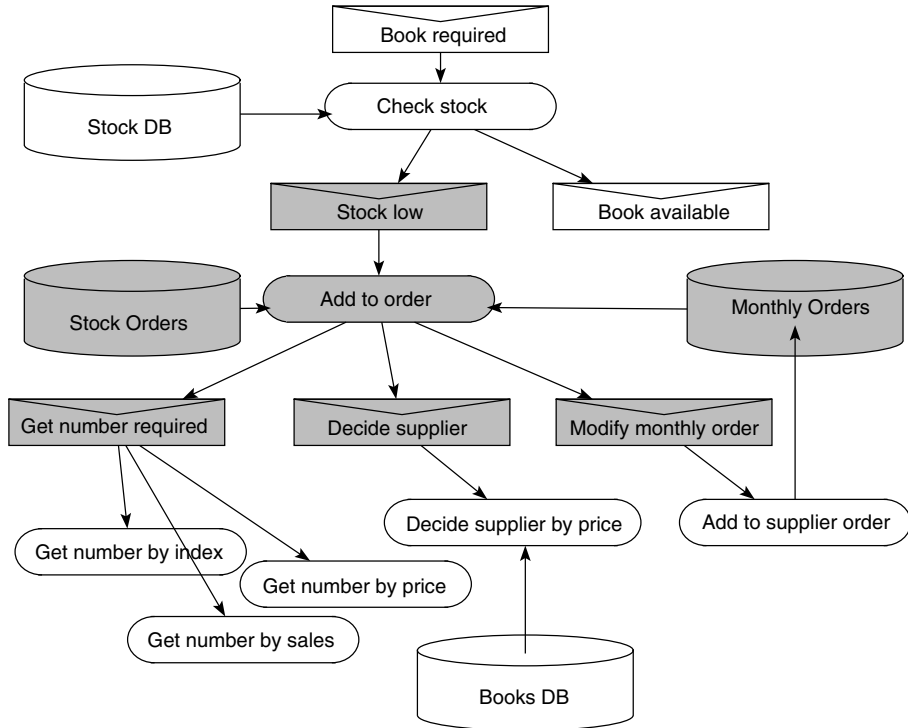 Book required
Check stock
Stock DB
Stock low
Book available
Add to order
Stock Orders
Monthly Orders
Get number required
Decide supplier
Modify monthly order
Decide supplier by price
Add to supplier order
Get number by index
Get number by price
Get number by sales
Books DB